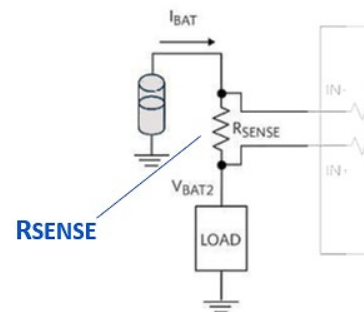 IBAT
IN-
RSENSE
IN+
VBAT2
RSENSE
LOAD